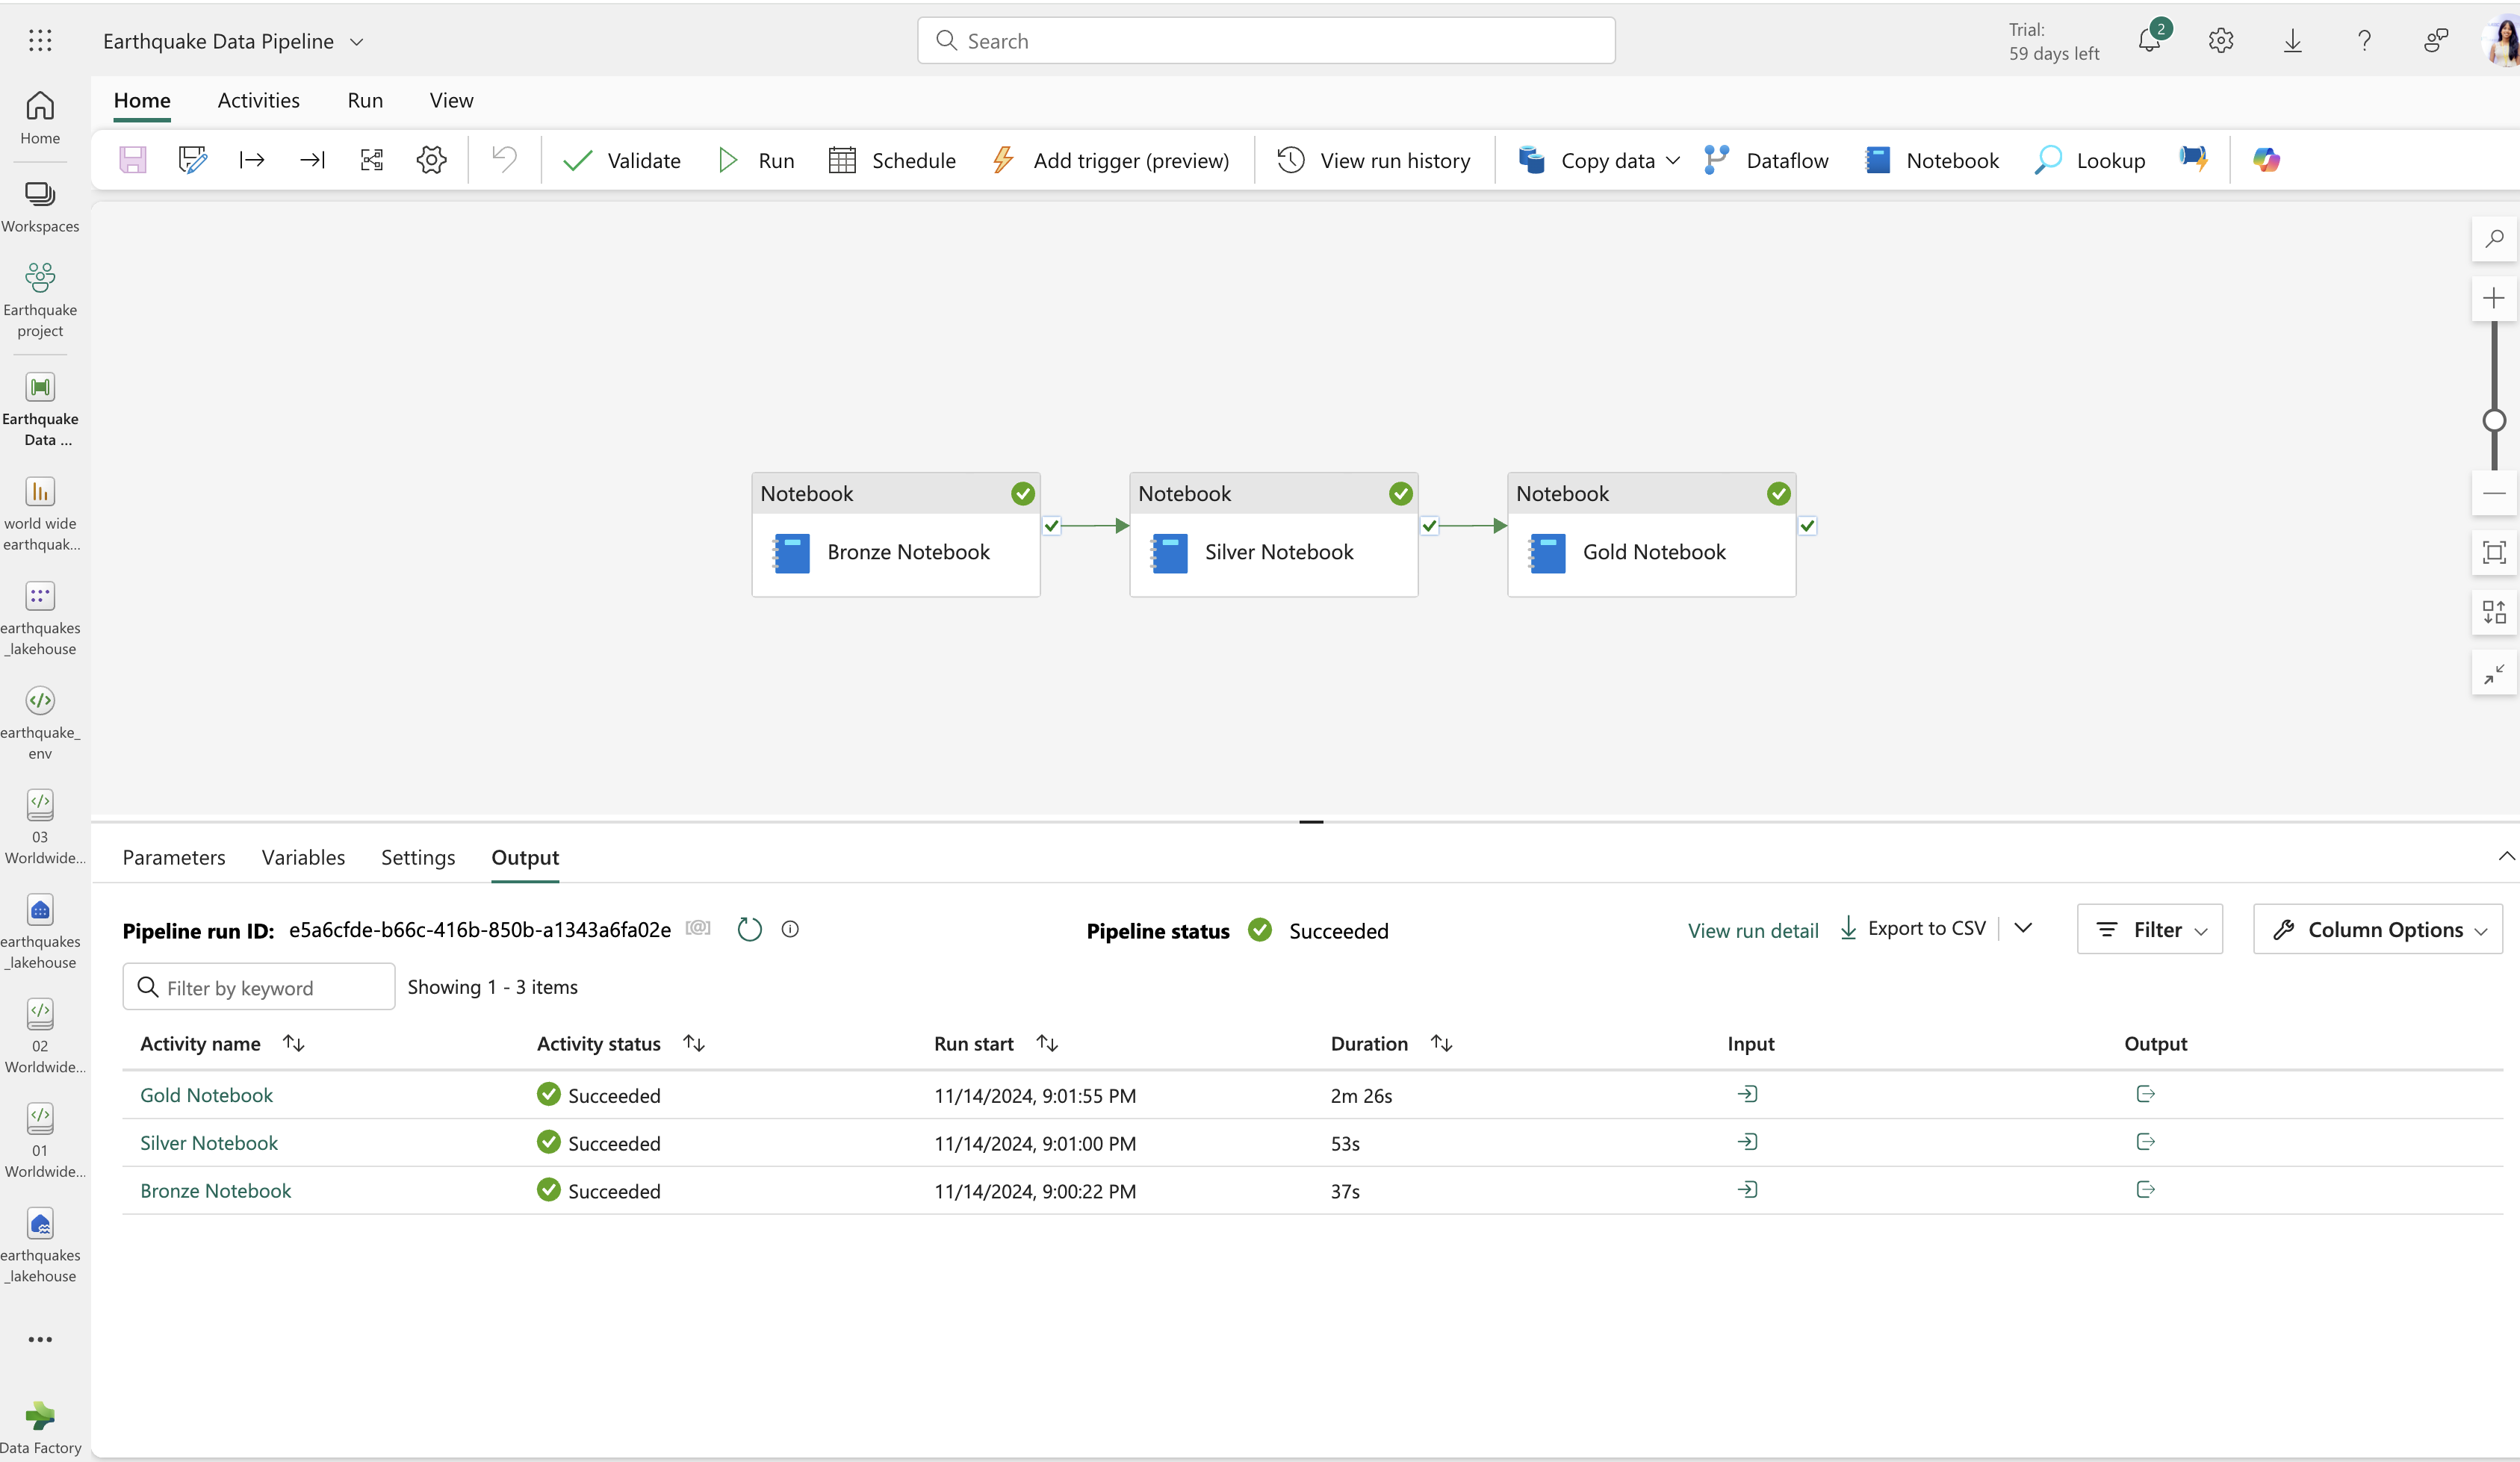 Earthquake Data Pipeline
Search
Trial:
59 days left
2
Home
Activities
Run
View
Validate
Run
Schedule
Add trigger (preview)
View run history
Copy data
Dataflow
Notebook
Lookup
Home
Workspaces
Earthquake
project
Earthquake
Data ...
world wide
earthquak...
earthquakes
_lakehouse
earthquake_
env
03
Worldwide...
earthquakes
_lakehouse
02
Worldwide...
01
Worldwide...
earthquakes
_lakehouse
Data Factory
Notebook
Bronze Notebook
Notebook
Silver Notebook
Notebook
Gold Notebook
Parameters
Variables
Settings
Output
Pipeline run ID: e5a6cfde-b66c-416b-850b-a1343a6fa02e [@]
Pipeline status Succeeded
View run detail
Export to CSV
Filter
Column Options
Filter by keyword
Showing 1 - 3 items
Activity name Activity status Run start Duration Input Output
Gold Notebook Succeeded 11/14/2024, 9:01:55 PM 2m 26s
Silver Notebook Succeeded 11/14/2024, 9:01:00 PM 53s
Bronze Notebook Succeeded 11/14/2024, 9:00:22 PM 37s